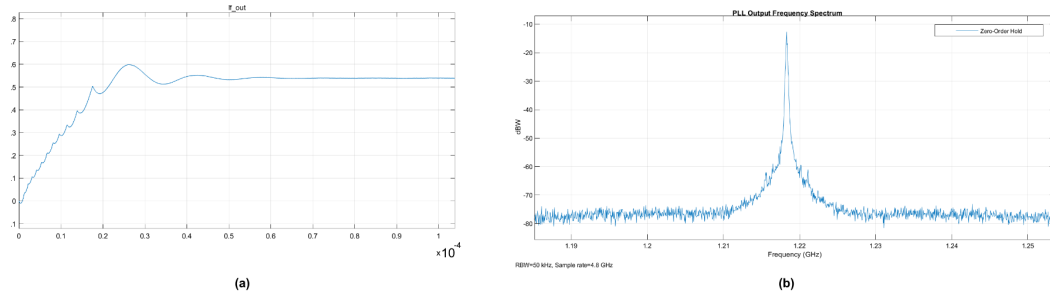 lf_out
.8
.7
.6
.5
.4
.3
.2
.1
0
.1
0 0.1 0.2 0.3 0.4 0.5 0.6 0.7 0.8 0.9 1
×10⁻⁴
(a)
PLL Output Frequency Spectrum
Zero-Order Hold
-10
-20
-30
-40
-50
-60
-70
-80
dBW
1.19 1.2 1.21 1.22 1.23 1.24 1.25
Frequency (GHz)
RBW=50 kHz, Sample rate=4.8 GHz
(b)